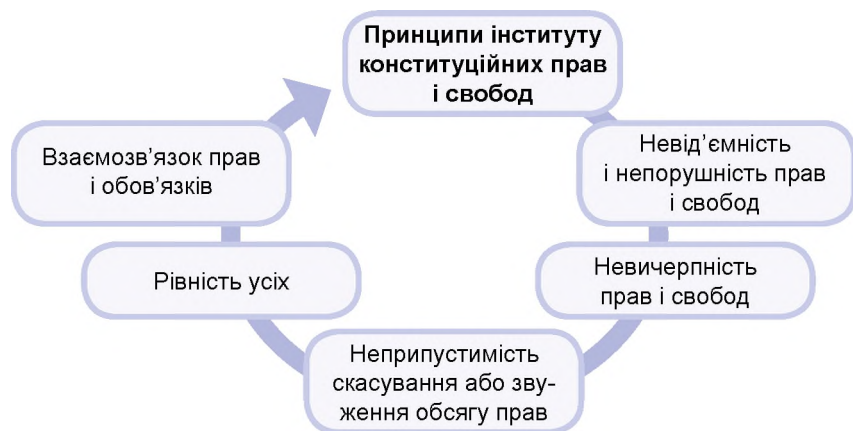 Принципи інституту
конституційних прав
і свобод
Невід’ємність
і непорушність прав
і свобод
Невичерпність
прав і свобод
Неприпустимість
скасування або зву-
ження обсягу прав
Рівність усіх
Взаємозв’язок прав
і обов’язків